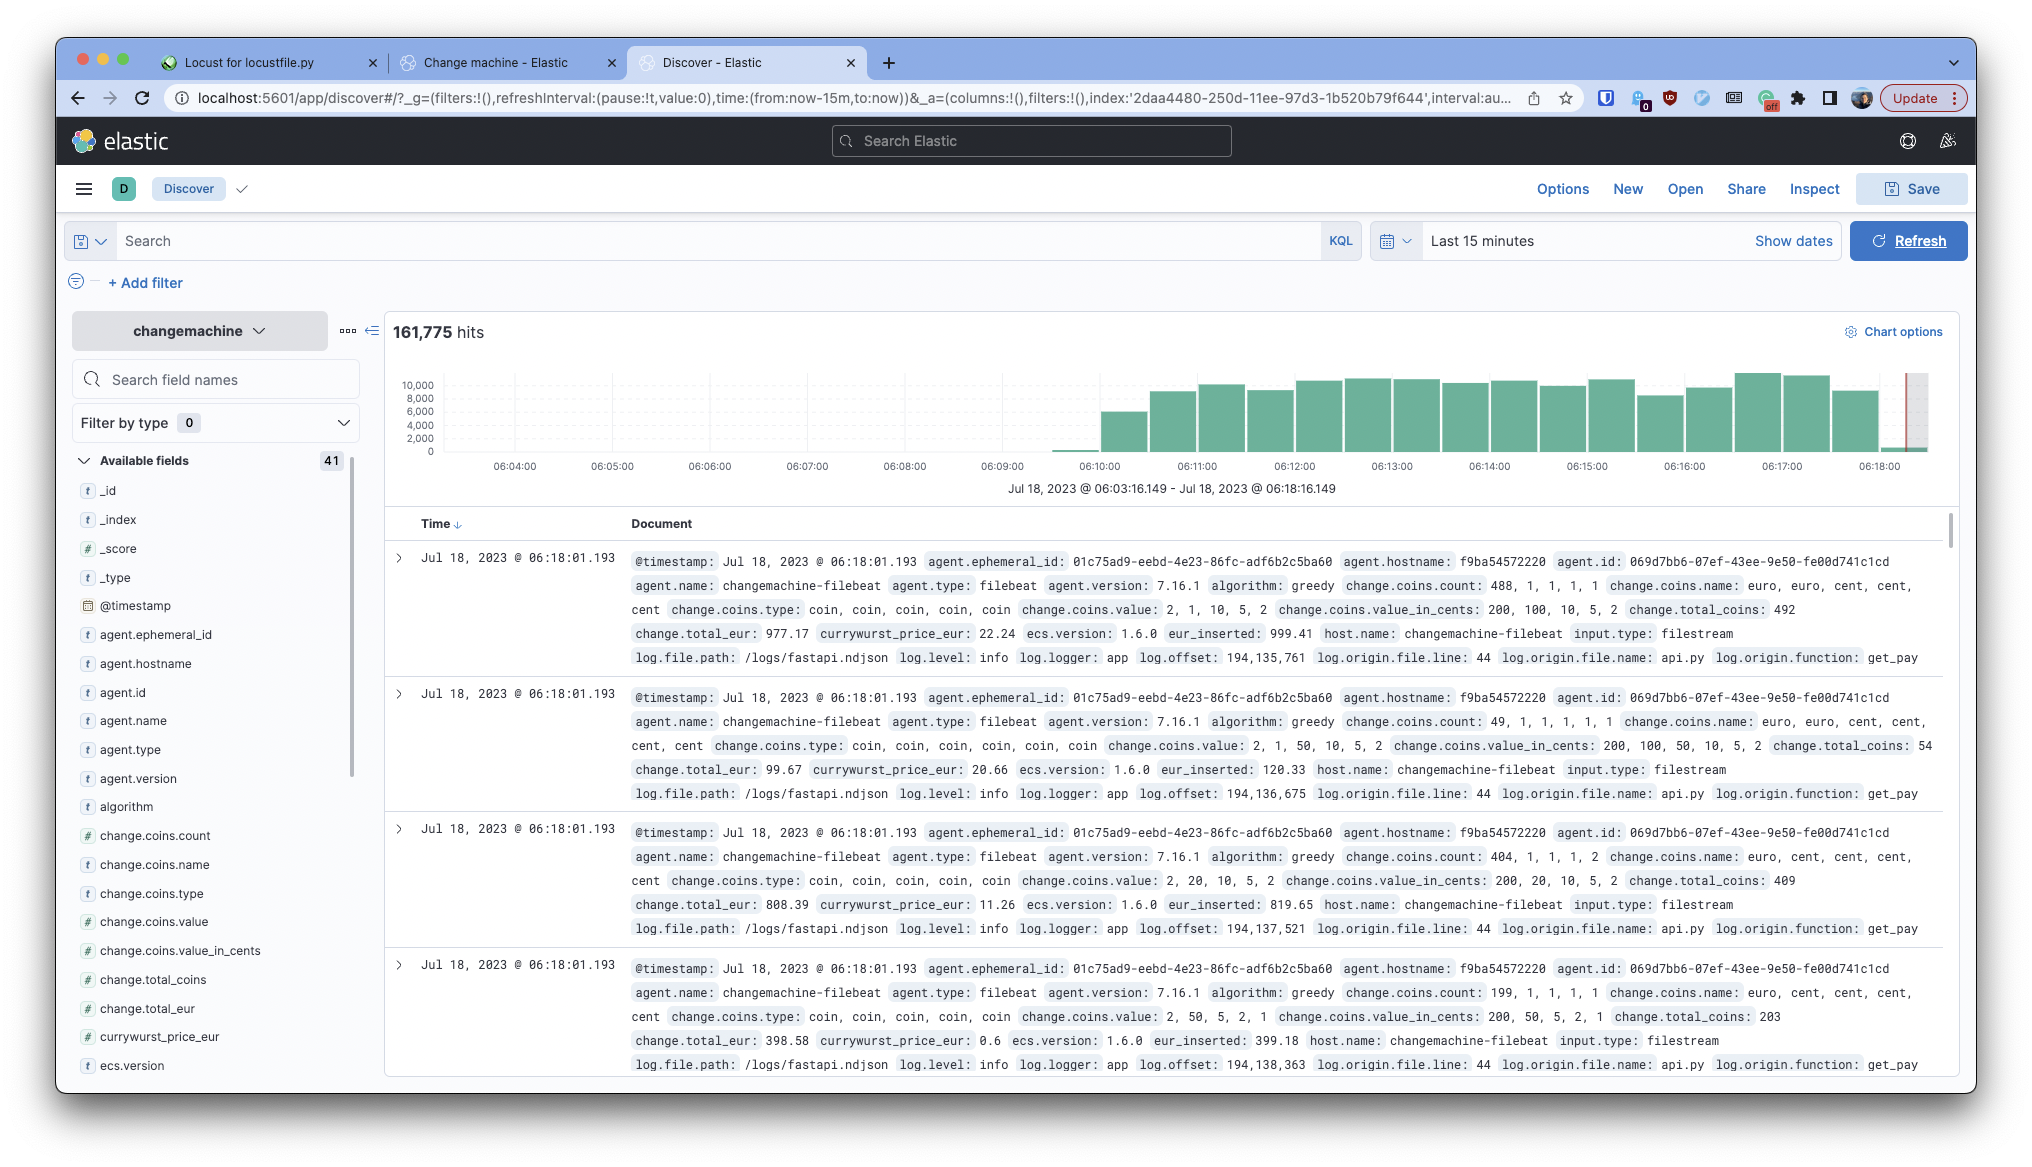 Locust for locustfile.py
Change machine - Elastic
Discover - Elastic
localhost:5601/app/discover#/?_g=(filters:!(),refreshInterval:(pause:!t,value:0),time:(from:now-15m,to:now))&_a=(columns:!(),filters:!(),index:'2daa4480-250d-11ee-97d3-1b520b79f644',interval:au...
0
off
Update
elastic
Search Elastic
D
Discover
Options
New
Open
Share
Inspect
Save
Search
KQL
Last 15 minutes
Show dates
Refresh
+ Add filter
changemachine
Search field names
Filter by type 0
Available fields 41
t _id
t _index
# _score
t _type
@timestamp
t agent.ephemeral_id
t agent.hostname
t agent.id
t agent.name
t agent.type
t agent.version
t algorithm
# change.coins.count
t change.coins.name
t change.coins.type
# change.coins.value
# change.coins.value_in_cents
# change.total_coins
# change.total_eur
# currywurst_price_eur
t ecs.version
161,775 hits
Chart options
10,000
8,000
6,000
4,000
2,000
0
06:04:00 06:05:00 06:06:00 06:07:00 06:08:00 06:09:00 06:10:00 06:11:00 06:12:00 06:13:00 06:14:00 06:15:00 06:16:00 06:17:00 06:18:00
Jul 18, 2023 @ 06:03:16.149 - Jul 18, 2023 @ 06:18:16.149
Time Document
Jul 18, 2023 @ 06:18:01.193 @timestamp: Jul 18, 2023 @ 06:18:01.193 agent.ephemeral_id: 01c75ad9-eebd-4e23-86fc-adf6b2c5ba60 agent.hostname: f9ba54572220 agent.id: 069d7bb6-07ef-43ee-9e50-fe00d741c1cd
agent.name: changemachine-filebeat agent.type: filebeat agent.version: 7.16.1 algorithm: greedy change.coins.count: 488, 1, 1, 1, 1 change.coins.name: euro, euro, cent, cent,
cent change.coins.type: coin, coin, coin, coin, coin change.coins.value: 2, 1, 10, 5, 2 change.coins.value_in_cents: 200, 100, 10, 5, 2 change.total_coins: 492
change.total_eur: 977.17 currywurst_price_eur: 22.24 ecs.version: 1.6.0 eur_inserted: 999.41 host.name: changemachine-filebeat input.type: filestream
log.file.path: /logs/fastapi.ndjson log.level: info log.logger: app log.offset: 194,135,761 log.origin.file.line: 44 log.origin.file.name: api.py log.origin.function: get_pay
Jul 18, 2023 @ 06:18:01.193 @timestamp: Jul 18, 2023 @ 06:18:01.193 agent.ephemeral_id: 01c75ad9-eebd-4e23-86fc-adf6b2c5ba60 agent.hostname: f9ba54572220 agent.id: 069d7bb6-07ef-43ee-9e50-fe00d741c1cd
agent.name: changemachine-filebeat agent.type: filebeat agent.version: 7.16.1 algorithm: greedy change.coins.count: 49, 1, 1, 1, 1, 1 change.coins.name: euro, euro, cent, cent,
cent, cent change.coins.type: coin, coin, coin, coin, coin, coin change.coins.value: 2, 1, 50, 10, 5, 2 change.coins.value_in_cents: 200, 100, 50, 10, 5, 2 change.total_coins: 54
change.total_eur: 99.67 currywurst_price_eur: 20.66 ecs.version: 1.6.0 eur_inserted: 120.33 host.name: changemachine-filebeat input.type: filestream
log.file.path: /logs/fastapi.ndjson log.level: info log.logger: app log.offset: 194,136,675 log.origin.file.line: 44 log.origin.file.name: api.py log.origin.function: get_pay
Jul 18, 2023 @ 06:18:01.193 @timestamp: Jul 18, 2023 @ 06:18:01.193 agent.ephemeral_id: 01c75ad9-eebd-4e23-86fc-adf6b2c5ba60 agent.hostname: f9ba54572220 agent.id: 069d7bb6-07ef-43ee-9e50-fe00d741c1cd
agent.name: changemachine-filebeat agent.type: filebeat agent.version: 7.16.1 algorithm: greedy change.coins.count: 404, 1, 1, 1, 2 change.coins.name: euro, cent, cent, cent,
cent change.coins.type: coin, coin, coin, coin, coin change.coins.value: 2, 20, 10, 5, 2 change.coins.value_in_cents: 200, 20, 10, 5, 2 change.total_coins: 409
change.total_eur: 808.39 currywurst_price_eur: 11.26 ecs.version: 1.6.0 eur_inserted: 819.65 host.name: changemachine-filebeat input.type: filestream
log.file.path: /logs/fastapi.ndjson log.level: info log.logger: app log.offset: 194,137,521 log.origin.file.line: 44 log.origin.file.name: api.py log.origin.function: get_pay
Jul 18, 2023 @ 06:18:01.193 @timestamp: Jul 18, 2023 @ 06:18:01.193 agent.ephemeral_id: 01c75ad9-eebd-4e23-86fc-adf6b2c5ba60 agent.hostname: f9ba54572220 agent.id: 069d7bb6-07ef-43ee-9e50-fe00d741c1cd
agent.name: changemachine-filebeat agent.type: filebeat agent.version: 7.16.1 algorithm: greedy change.coins.count: 199, 1, 1, 1, 1 change.coins.name: euro, cent, cent, cent,
cent change.coins.type: coin, coin, coin, coin, coin change.coins.value: 2, 50, 5, 2, 1 change.coins.value_in_cents: 200, 50, 5, 2, 1 change.total_coins: 203
change.total_eur: 398.58 currywurst_price_eur: 0.6 ecs.version: 1.6.0 eur_inserted: 399.18 host.name: changemachine-filebeat input.type: filestream
log.file.path: /logs/fastapi.ndjson log.level: info log.logger: app log.offset: 194,138,363 log.origin.file.line: 44 log.origin.file.name: api.py log.origin.function: get_pay